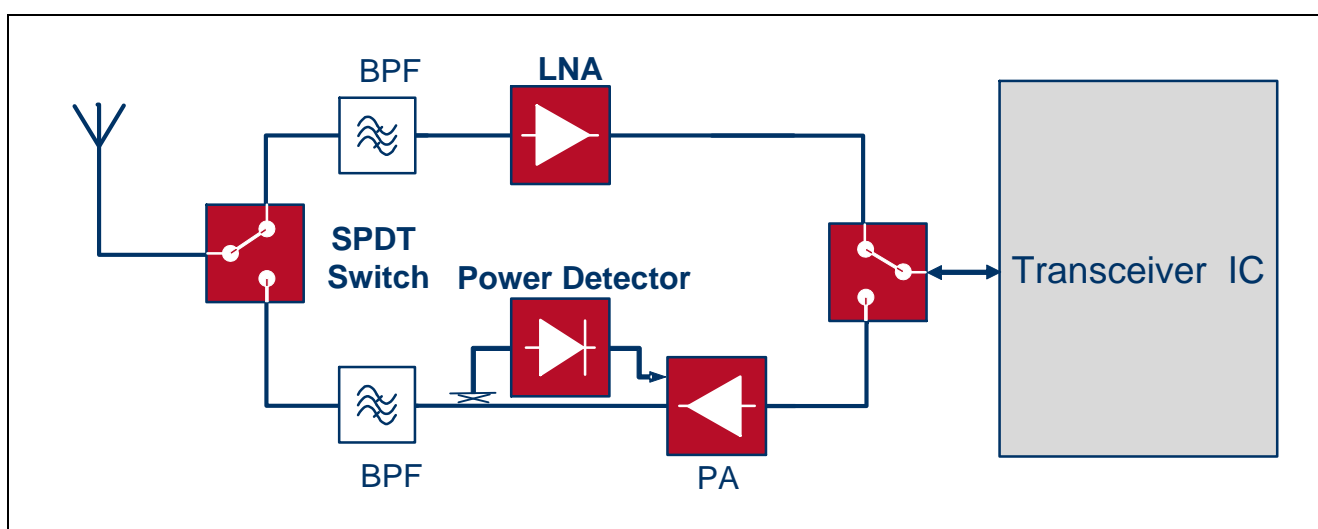 BPF
LNA
SPDT
Switch
Power Detector
Transceiver IC
BPF
PA